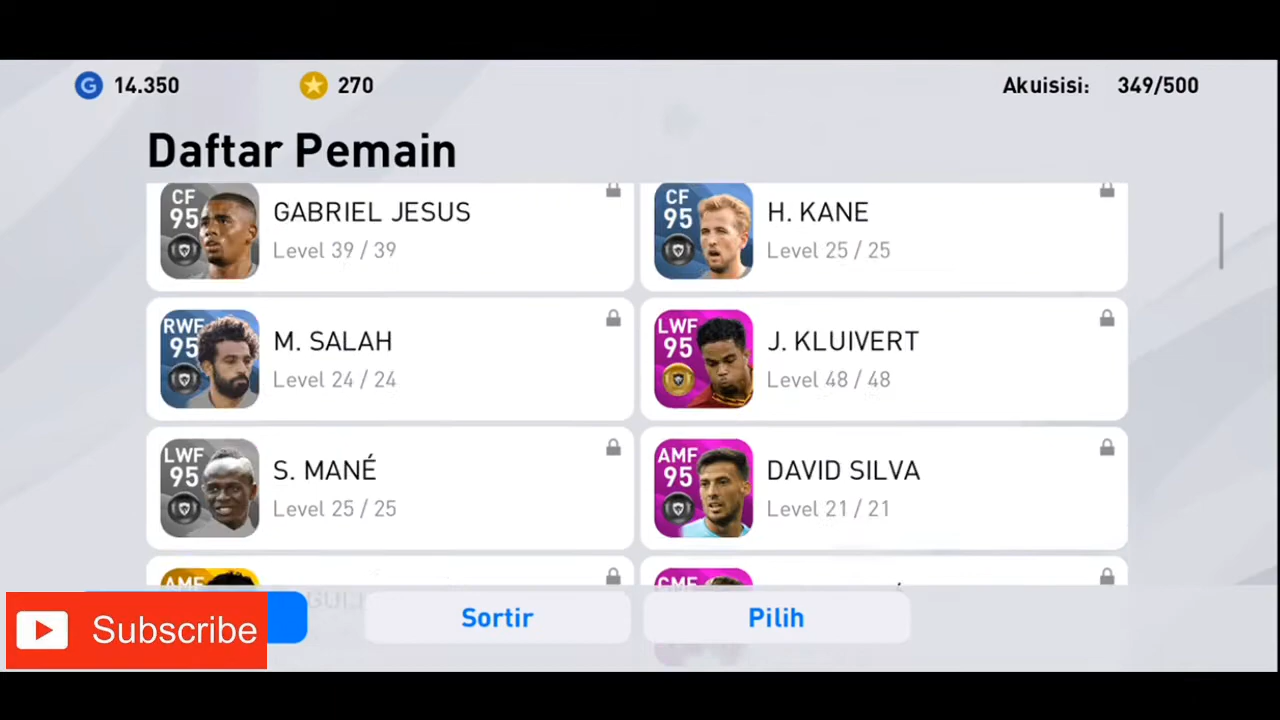 14.350
270
Akuisisi: 349/500
Daftar Pemain
CF
95
GABRIEL JESUS
Level 39 / 39
CF
95
H. KANE
Level 25 / 25
RWF
95
M. SALAH
Level 24 / 24
LWF
95
J. KLUIVERT
Level 48 / 48
LWF
95
S. MANÉ
Level 25 / 25
AMF
95
DAVID SILVA
Level 21 / 21
AMF
CMF
Subscribe
Sortir
Pilih